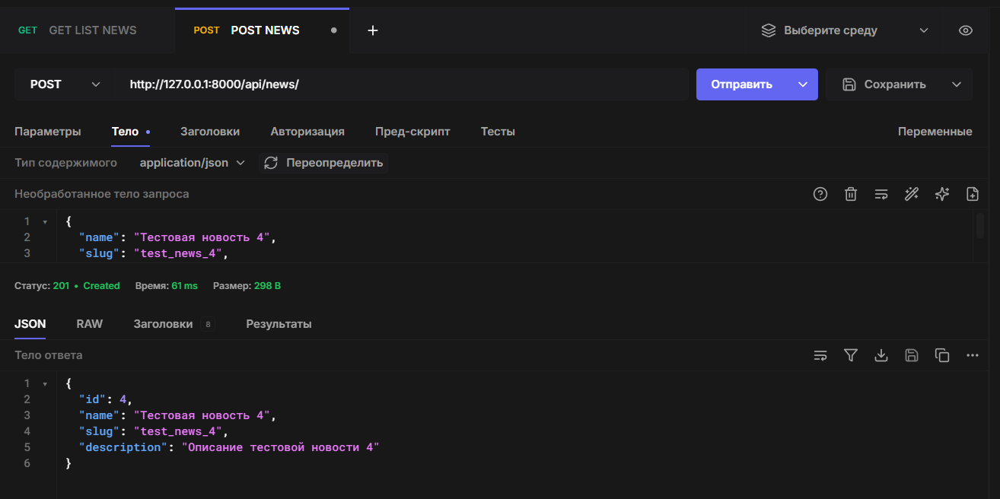 GET GET LIST NEWS POST POST NEWS Выберите среду
POST http://127.0.0.1:8000/api/news/ Отправить Сохранить
Параметры Тело Заголовки Авторизация Пред-скрипт Тесты Переменные
Тип содержимого application/json Переопределить
Необработанное тело запроса
1 {
2 "name": "Тестовая новость 4",
3 "slug": "test_news_4",
Статус: 201 • Created Время: 61 ms Размер: 298 B
JSON RAW Заголовки 8 Результаты
Тело ответа
1 {
2 "id": 4,
3 "name": "Тестовая новость 4",
4 "slug": "test_news_4",
5 "description": "Описание тестовой новости 4"
6 }